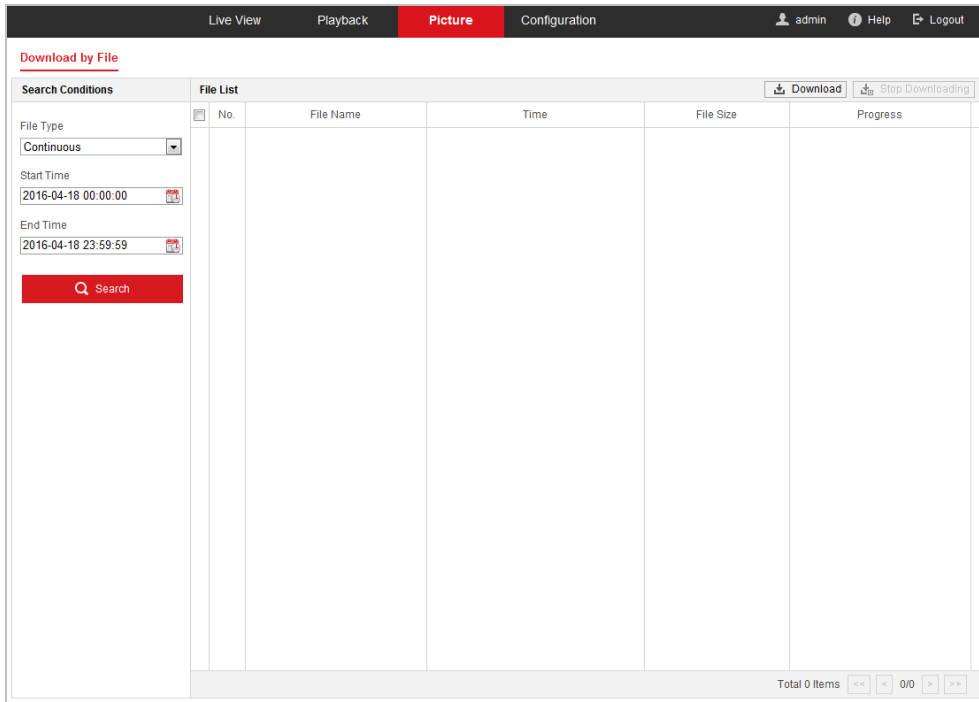 Live View Playback Picture Configuration admin Help Logout
Download by File
Search Conditions
File Type
Continuous
Start Time
2016-04-18 00:00:00
End Time
2016-04-18 23:59:59
Search
File List Download Stop Downloading
No. File Name Time File Size Progress
Total 0 Items << < 0/0 > >>